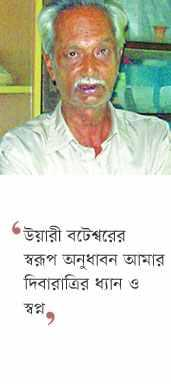 ‘উয়ারী বটেশ্বরের
স্বরূপ অনুধাবন আমার
দিবারাত্রির ধ্যান ও
স্বপ্ন’